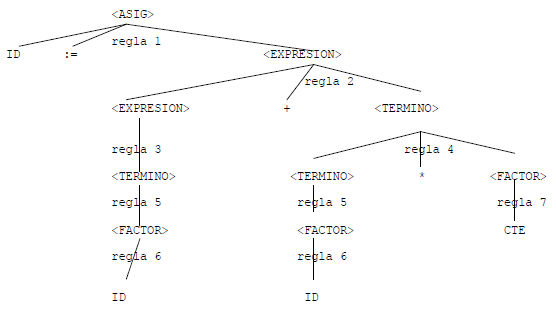 <ASIG>
regla 1
ID := <EXPRESION>
regla 2
<EXPRESION> + <TERMINO>
regla 3 regla 4
<TERMINO> <TERMINO> * <FACTOR>
regla 5 regla 5 regla 7
<FACTOR> <FACTOR> CTE
regla 6 regla 6
ID ID